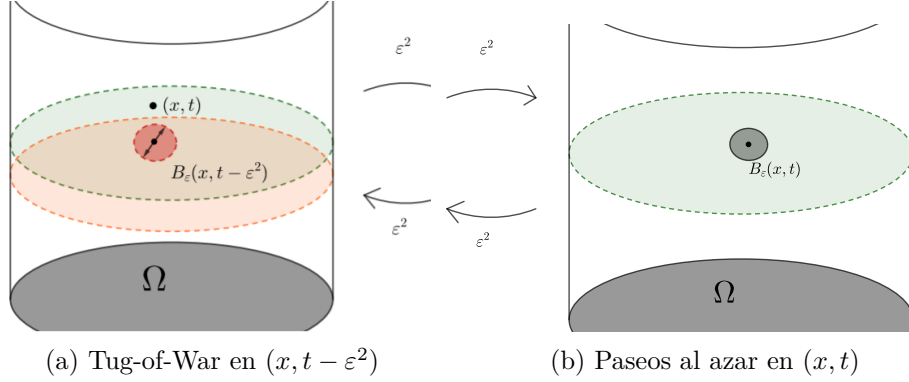 ε² ε²
(x, t)
B_ε(x, t − ε²)
B_ε(x, t)
ε²
ε²
Ω
Ω
(a) Tug-of-War en (x, t − ε²)
(b) Paseos al azar en (x, t)